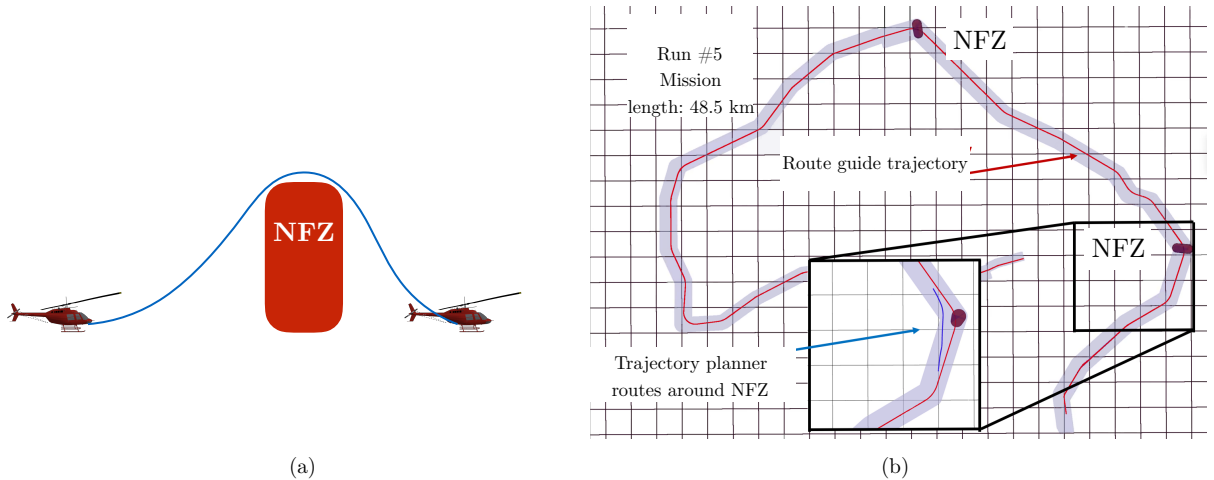 NFZ
(a)
Run #5
Mission
length: 48.5 km
NFZ
Route guide trajectory
NFZ
Trajectory planner
routes around NFZ
(b)